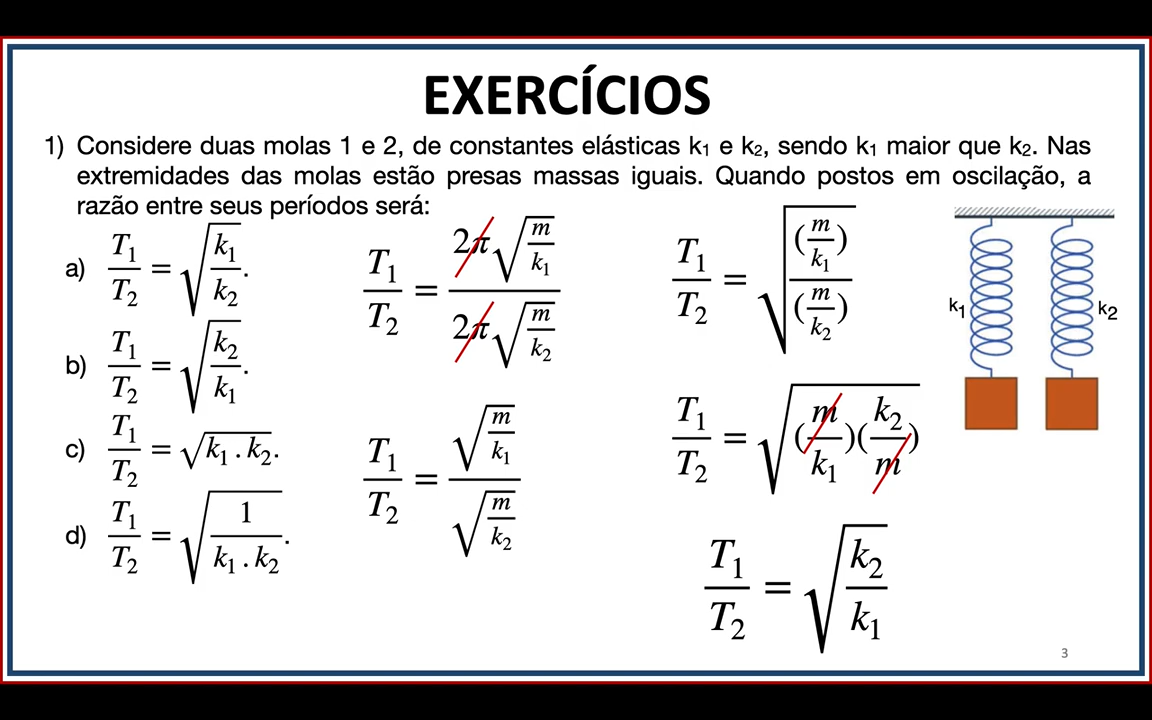 EXERCÍCIOS
1) Considere duas molas 1 e 2, de constantes elásticas k₁ e k₂, sendo k₁ maior que k₂. Nas
extremidades das molas estão presas massas iguais. Quando postos em oscilação, a
razão entre seus períodos será:
a) T₁/T₂ = √(k₁/k₂).
b) T₁/T₂ = √(k₂/k₁).
c) T₁/T₂ = √(k₁ . k₂).
d) T₁/T₂ = √(1/(k₁ . k₂)).
T₁/T₂ = 2π√(m/k₁) / 2π√(m/k₂)
T₁/T₂ = √(m/k₁) / √(m/k₂)
T₁/T₂ = √((m/k₁)/(m/k₂))
T₁/T₂ = √((m/k₁)(k₂/m))
T₁/T₂ = √(k₂/k₁)
k₁
k₂
3